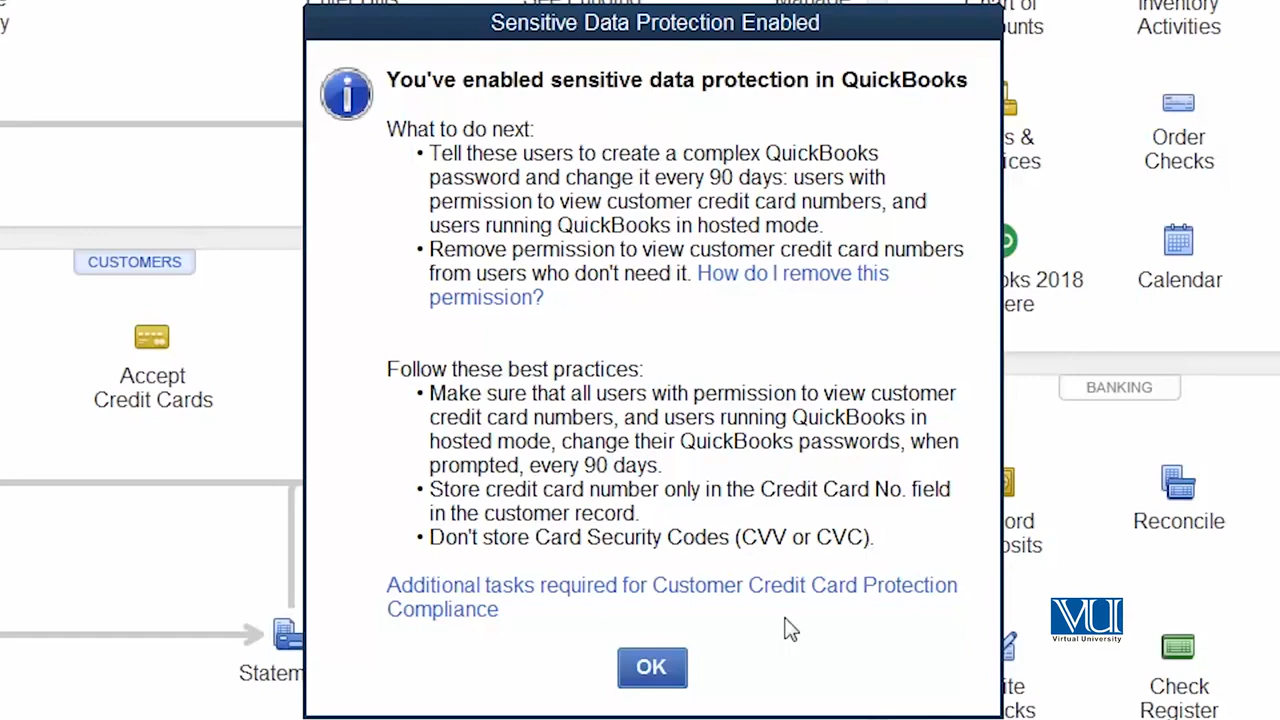 Sensitive Data Protection Enabled
You've enabled sensitive data protection in QuickBooks
What to do next:
• Tell these users to create a complex QuickBooks
password and change it every 90 days: users with
permission to view customer credit card numbers, and
users running QuickBooks in hosted mode.
• Remove permission to view customer credit card numbers
from users who don't need it. How do I remove this
permission?
Follow these best practices:
• Make sure that all users with permission to view customer
credit card numbers, and users running QuickBooks in
hosted mode, change their QuickBooks passwords, when
prompted, every 90 days.
• Store credit card number only in the Credit Card No. field
in the customer record.
• Don't store Card Security Codes (CVV or CVC).
Additional tasks required for Customer Credit Card Protection
Compliance
OK
CUSTOMERS
Accept
Credit Cards
Statem
Inventory
Activities
Order
Checks
2018
Calendar
BANKING
Reconcile
VU
Virtual University
Check
Register